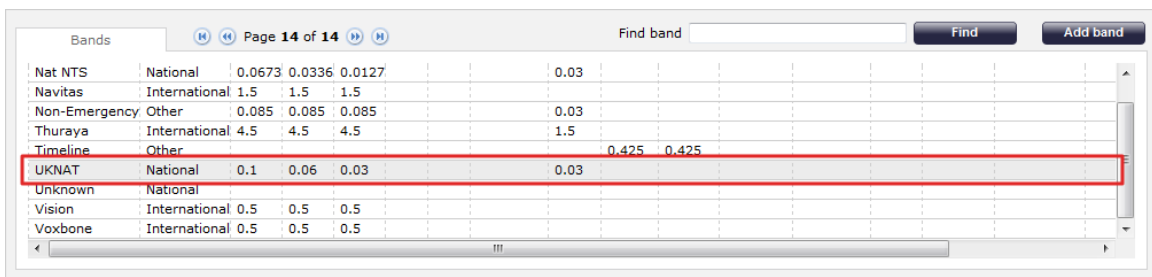 Bands Page 14 of 14 Find band Find Add band
Nat NTS National 0.0673 0.0336 0.0127 0.03
Navitas International 1.5 1.5 1.5
Non-Emergency Other 0.085 0.085 0.085 0.03
Thuraya International 4.5 4.5 4.5 1.5
Timeline Other 0.425 0.425
UKNAT National 0.1 0.06 0.03 0.03
Unknown National
Vision International 0.5 0.5 0.5
Voxbone International 0.5 0.5 0.5